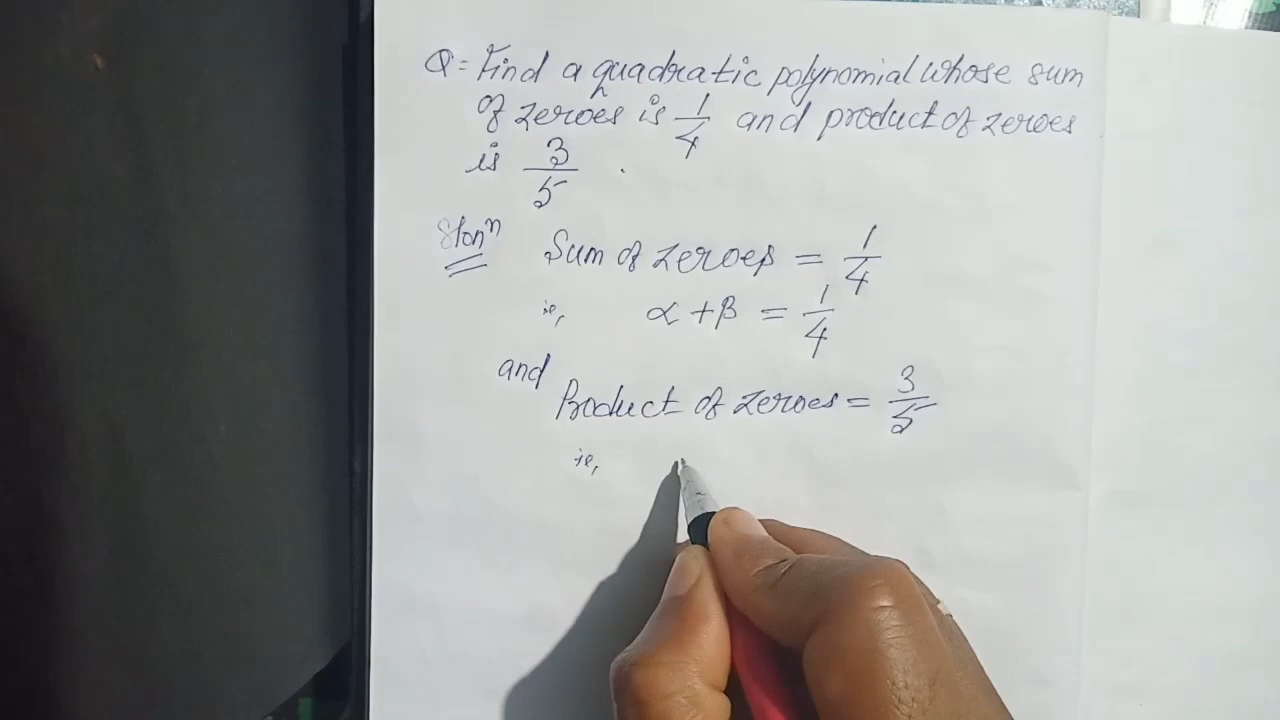 Q= Find a quadratic polynomial whose sum
of zeroes is 1/4 and product of zeroes
is 3/5 .
Slonⁿ Sum of zeroes = 1/4
ie, α + β = 1/4
and
Product of zeroes = 3/5
ie,